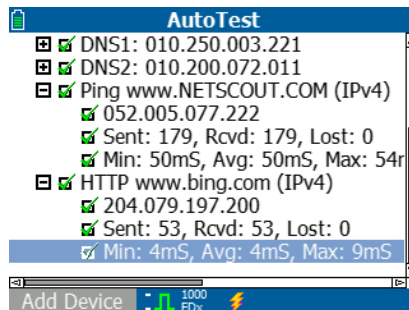 AutoTest
DNS1: 010.250.003.221
DNS2: 010.200.072.011
Ping www.NETSCOUT.COM (IPv4)
052.005.077.222
Sent: 179, Rcvd: 179, Lost: 0
Min: 50mS, Avg: 50mS, Max: 54r
HTTP www.bing.com (IPv4)
204.079.197.200
Sent: 53, Rcvd: 53, Lost: 0
Min: 4mS, Avg: 4mS, Max: 9mS
Add Device
1000
FDx